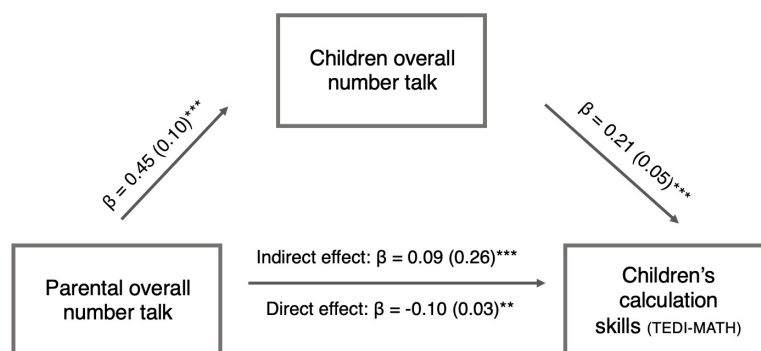 Children overall
number talk
β = 0.45 (0.10)***
β = 0.21 (0.05)***
Parental overall
number talk
Indirect effect: β = 0.09 (0.26)***
Direct effect: β = -0.10 (0.03)**
Children’s
calculation
skills (TEDI-MATH)